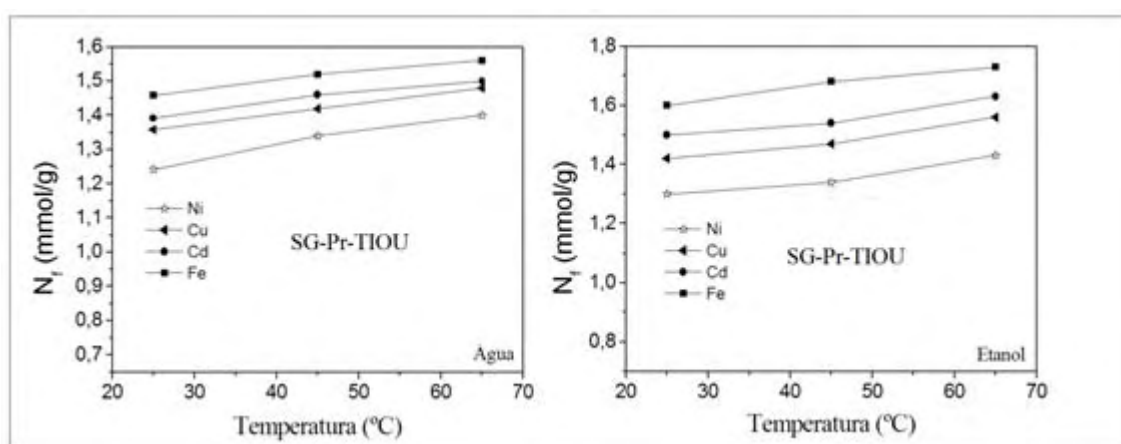 1,6
1,5
1,4
1,3
1,2
1,1
1,0
0,9
0,8
0,7
Nf (mmol/g)
Ni
Cu
Cd
Fe
SG-Pr-TIOU
Água
20 30 40 50 60 70
Temperatura (ºC)
1,8
1,6
1,4
1,2
1,0
0,8
Nf (mmol/g)
Ni
Cu
Cd
Fe
SG-Pr-TIOU
Etanol
20 30 40 50 60 70
Temperatura (ºC)